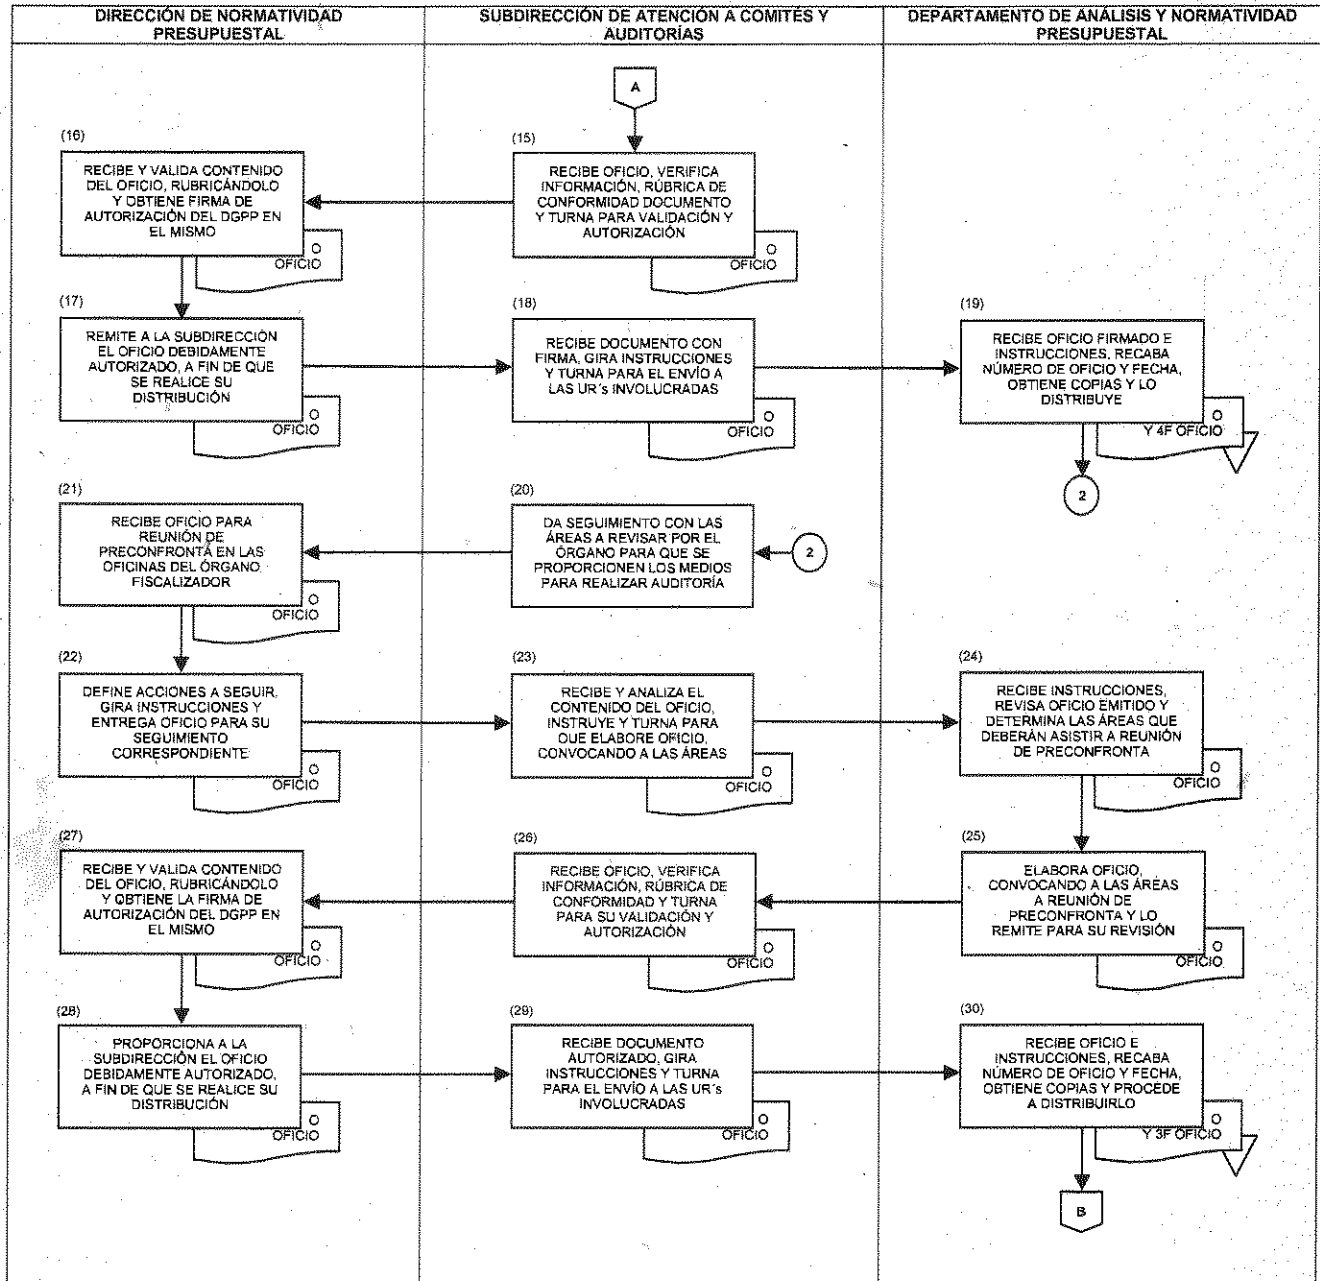 DIRECCIÓN DE NORMATIVIDAD
PRESUPUESTAL
SUBDIRECCIÓN DE ATENCIÓN A COMITÉS Y
AUDITORÍAS
DEPARTAMENTO DE ANÁLISIS Y NORMATIVIDAD
PRESUPUESTAL
A
(16)
RECIBE Y VALIDA CONTENIDO
DEL OFICIO, RUBRICÁNDOLO
Y OBTIENE FIRMA DE
AUTORIZACIÓN DEL DGPP EN
EL MISMO
O
OFICIO
(15)
RECIBE OFICIO, VERIFICA
INFORMACIÓN, RÚBRICA DE
CONFORMIDAD DOCUMENTO
Y TURNA PARA VALIDACIÓN Y
AUTORIZACIÓN
O
OFICIO
(17)
REMITE A LA SUBDIRECCIÓN
EL OFICIO DEBIDAMENTE
AUTORIZADO, A FIN DE QUE
SE REALICE SU
DISTRIBUCIÓN
O
OFICIO
(18)
RECIBE DOCUMENTO CON
FIRMA, GIRA INSTRUCCIONES
Y TURNA PARA EL ENVÍO A
LAS UR´s INVOLUCRADAS
O
OFICIO
(19)
RECIBE OFICIO FIRMADO E
INSTRUCCIONES, RECABA
NÚMERO DE OFICIO Y FECHA,
OBTIENE COPIAS Y LO
DISTRIBUYE
O
Y 4F OFICIO
2
(21)
RECIBE OFICIO PARA
REUNIÓN DE
PRECONFRONTA EN LAS
OFICINAS DEL ÓRGANO
FISCALIZADOR
O
OFICIO
(20)
DA SEGUIMIENTO CON LAS
ÁREAS A REVISAR POR EL
ÓRGANO PARA QUE SE
PROPORCIONEN LOS MEDIOS
PARA REALIZAR AUDITORÍA
2
(22)
DEFINE ACCIONES A SEGUIR,
GIRA INSTRUCCIONES Y
ENTREGA OFICIO PARA SU
SEGUIMIENTO
CORRESPONDIENTE
O
OFICIO
(23)
RECIBE Y ANALIZA EL
CONTENIDO DEL OFICIO,
INSTRUYE Y TURNA PARA
QUE ELABORE OFICIO,
CONVOCANDO A LAS ÁREAS
O
OFICIO
(24)
RECIBE INSTRUCCIONES,
REVISA OFICIO EMITIDO Y
DETERMINA LAS ÁREAS QUE
DEBERÁN ASISTIR A REUNIÓN
DE PRECONFRONTA
O
OFICIO
(27)
RECIBE Y VALIDA CONTENIDO
DEL OFICIO, RUBRICÁNDOLO
Y OBTIENE LA FIRMA DE
AUTORIZACIÓN DEL DGPP EN
EL MISMO
O
OFICIO
(26)
RECIBE OFICIO, VERIFICA
INFORMACIÓN, RÚBRICA DE
CONFORMIDAD Y TURNA
PARA SU VALIDACIÓN Y
AUTORIZACIÓN
O
OFICIO
(25)
ELABORA OFICIO,
CONVOCANDO A LAS ÁREAS
A REUNIÓN DE
PRECONFRONTA Y LO
REMITE PARA SU REVISIÓN
O
OFICIO
(28)
PROPORCIONA A LA
SUBDIRECCIÓN EL OFICIO
DEBIDAMENTE AUTORIZADO,
A FIN DE QUE SE REALICE SU
DISTRIBUCIÓN
O
OFICIO
(29)
RECIBE DOCUMENTO
AUTORIZADO, GIRA
INSTRUCCIONES Y TURNA
PARA EL ENVÍO A LAS UR´s
INVOLUCRADAS
O
OFICIO
(30)
RECIBE OFICIO E
INSTRUCCIONES, RECABA
NÚMERO DE OFICIO Y FECHA,
OBTIENE COPIAS Y PROCEDE
A DISTRIBUIRLO
O
Y 3F OFICIO
B